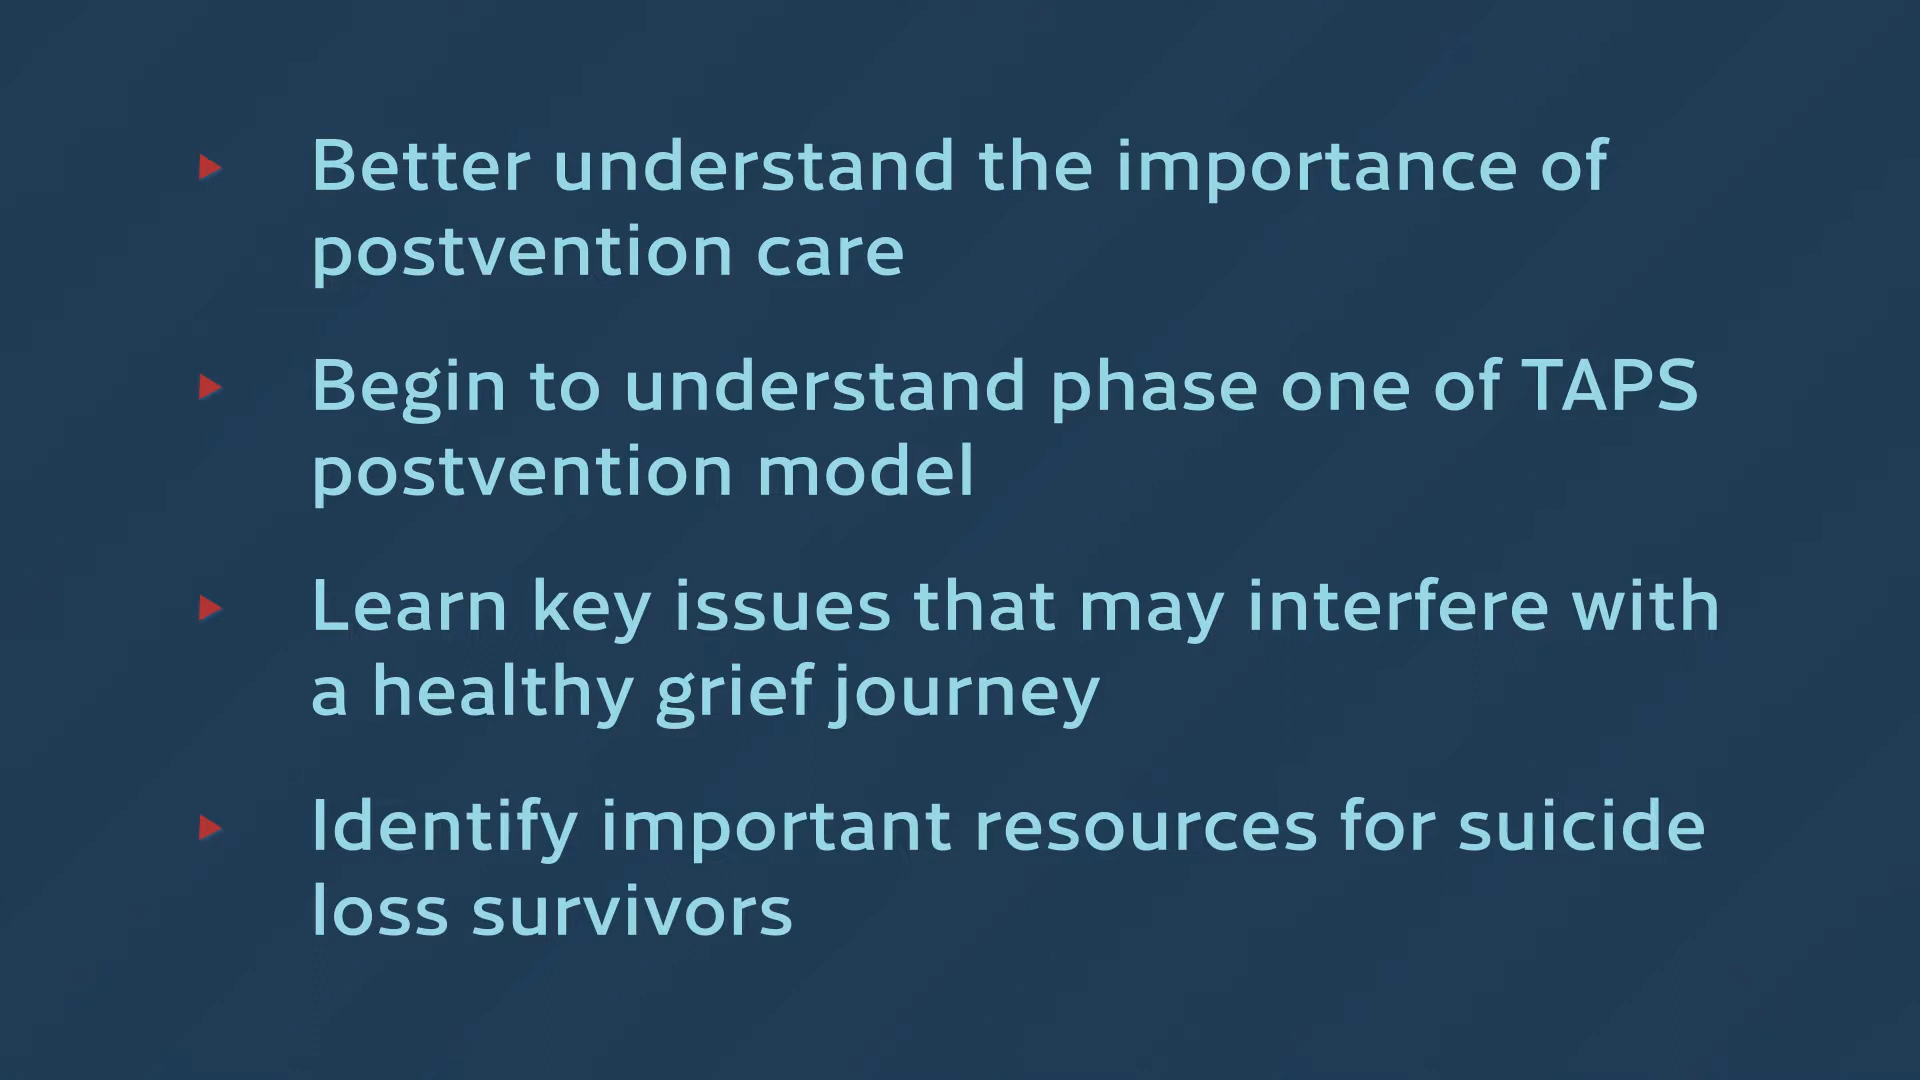 Better understand the importance of
postvention care
Begin to understand phase one of TAPS
postvention model
Learn key issues that may interfere with
a healthy grief journey
Identify important resources for suicide
loss survivors